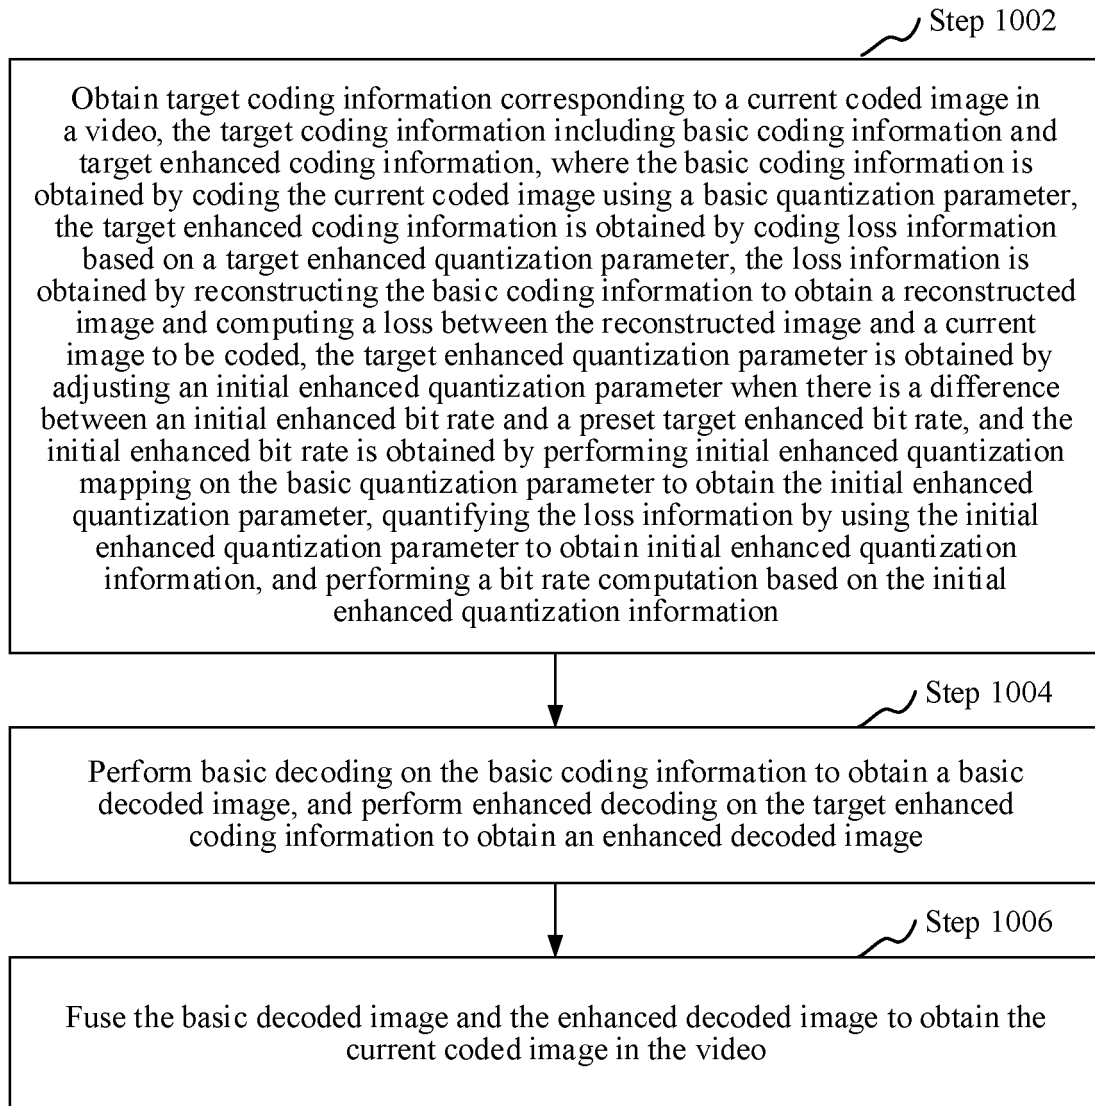 Step 1002
Obtain target coding information corresponding to a current coded image in
a video, the target coding information including basic coding information and
target enhanced coding information, where the basic coding information is
obtained by coding the current coded image using a basic quantization parameter,
the target enhanced coding information is obtained by coding loss information
based on a target enhanced quantization parameter, the loss information is
obtained by reconstructing the basic coding information to obtain a reconstructed
image and computing a loss between the reconstructed image and a current
image to be coded, the target enhanced quantization parameter is obtained by
adjusting an initial enhanced quantization parameter when there is a difference
between an initial enhanced bit rate and a preset target enhanced bit rate, and the
initial enhanced bit rate is obtained by performing initial enhanced quantization
mapping on the basic quantization parameter to obtain the initial enhanced
quantization parameter, quantifying the loss information by using the initial
enhanced quantization parameter to obtain initial enhanced quantization
information, and performing a bit rate computation based on the initial
enhanced quantization information
Step 1004
Perform basic decoding on the basic coding information to obtain a basic
decoded image, and perform enhanced decoding on the target enhanced
coding information to obtain an enhanced decoded image
Step 1006
Fuse the basic decoded image and the enhanced decoded image to obtain the
current coded image in the video